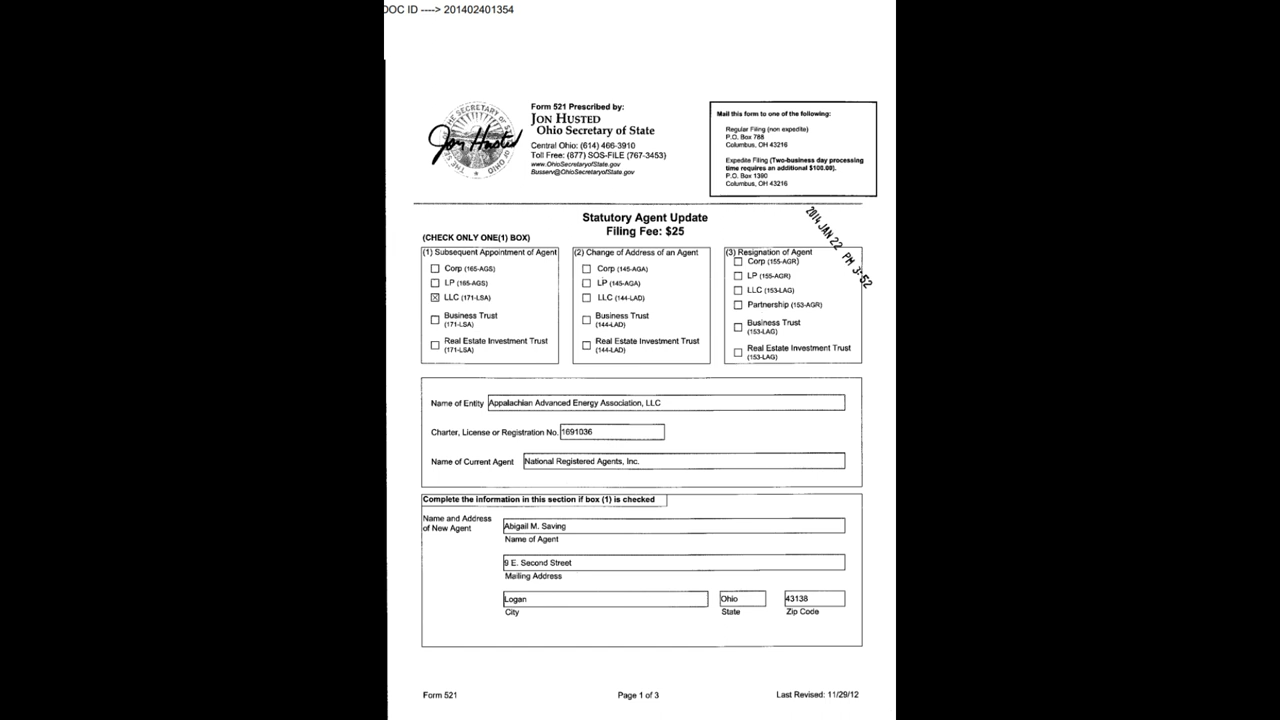 DOC ID ----> 201402401354
Form 521 Prescribed by:
JON HUSTED
Ohio Secretary of State
Central Ohio: (614) 466-3910
Toll Free: (877) SOS-FILE (767-3453)
www.OhioSecretaryofState.gov
Busserv@OhioSecretaryofState.gov
Mail this form to one of the following:
Regular Filing (non expedite)
P.O. Box 788
Columbus, OH 43216
Expedite Filing (Two-business day processing
time requires an additional $100.00).
P.O. Box 1390
Columbus, OH 43216
THE SECRETARY OF STATE OF OHIO
Jon Husted
Statutory Agent Update
Filing Fee: $25
2014 JAN 22 PM 3:52
(CHECK ONLY ONE(1) BOX)
(1) Subsequent Appointment of Agent
Corp (165-AGS)
LP (165-AGS)
LLC (171-LSA)
Business Trust
(171-LSA)
Real Estate Investment Trust
(171-LSA)
(2) Change of Address of an Agent
Corp (145-AGA)
LP (145-AGA)
LLC (144-LAD)
Business Trust
(144-LAD)
Real Estate Investment Trust
(144-LAD)
(3) Resignation of Agent
Corp (155-AGR)
LP (155-AGR)
LLC (153-LAG)
Partnership (153-AGR)
Business Trust
(153-LAG)
Real Estate Investment Trust
(153-LAG)
Name of Entity Appalachian Advanced Energy Association, LLC
Charter, License or Registration No. 1691036
Name of Current Agent National Registered Agents, Inc.
Complete the information in this section if box (1) is checked
Name and Address
of New Agent
Abigail M. Saving
Name of Agent
9 E. Second Street
Mailing Address
Logan Ohio 43138
City State Zip Code
Form 521 Page 1 of 3 Last Revised: 11/29/12